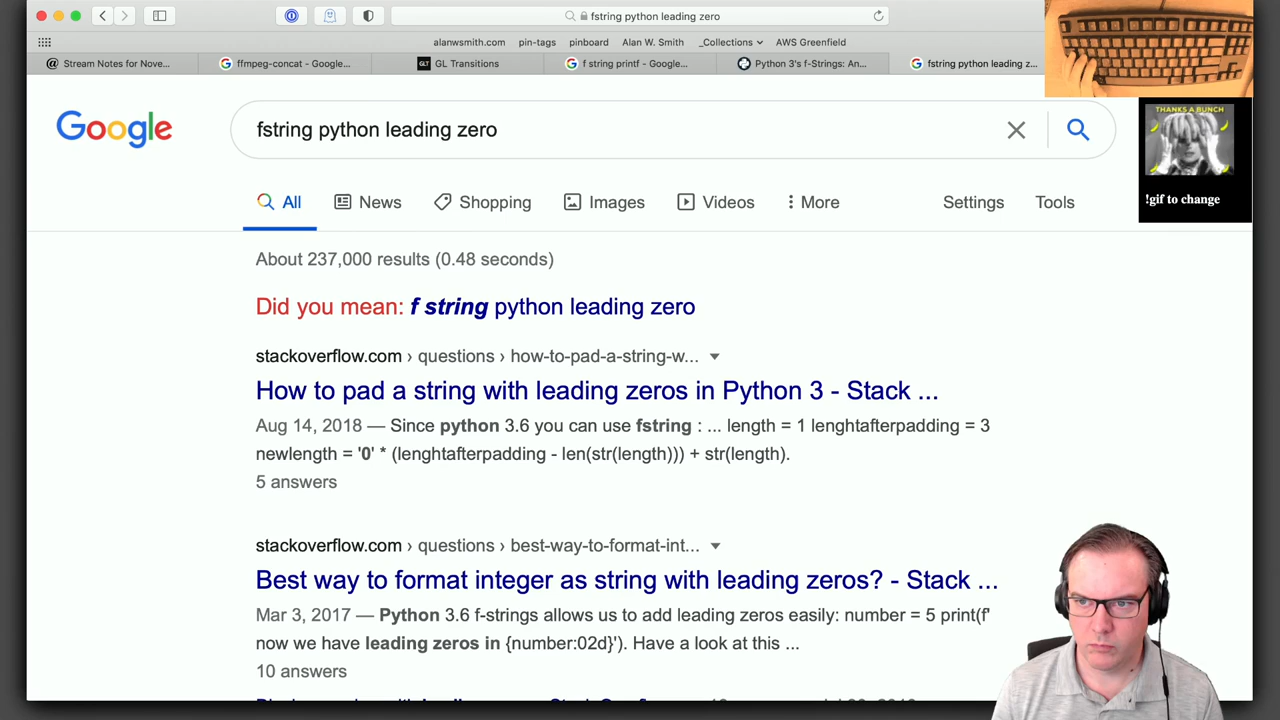 fstring python leading zero
alanwsmith.com pin-tags pinboard Alan W. Smith _Collections AWS Greenfield
@ Stream Notes for Nove... ffmpeg-concat - Google... GLT GL Transitions f string printf - Google... Python 3's f-Strings: An... fstring python leading z...
Google
fstring python leading zero
THANKS A BUNCH
!gif to change
All News Shopping Images Videos More Settings Tools
About 237,000 results (0.48 seconds)
Did you mean: f string python leading zero
stackoverflow.com › questions › how-to-pad-a-string-w...
How to pad a string with leading zeros in Python 3 - Stack ...
Aug 14, 2018 — Since python 3.6 you can use fstring : ... length = 1 lenghtafterpadding = 3
newlength = '0' * (lenghtafterpadding - len(str(length))) + str(length).
5 answers
stackoverflow.com › questions › best-way-to-format-int...
Best way to format integer as string with leading zeros? - Stack ...
Mar 3, 2017 — Python 3.6 f-strings allows us to add leading zeros easily: number = 5 print(f'
now we have leading zeros in {number:02d}'). Have a look at this ...
10 answers